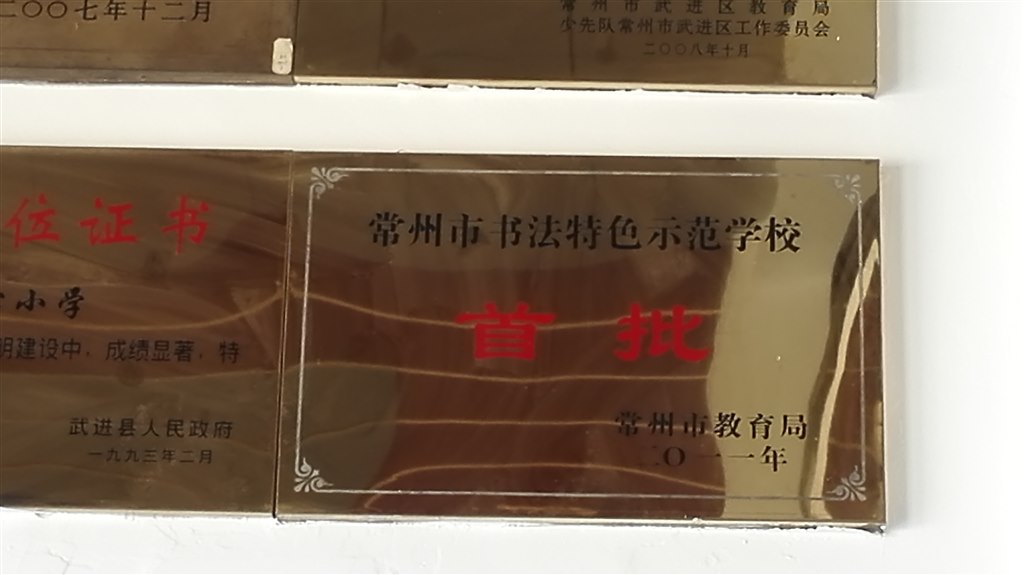 二〇〇七年十二月
常州市武进区教育局
少先队常州市武进区工作委员会
二〇〇八年十月
位证书
小学
明建设中，成绩显著，特
武进县人民政府
一九九三年二月
常州市书法特色示范学校
首批
常州市教育局
二〇一一年